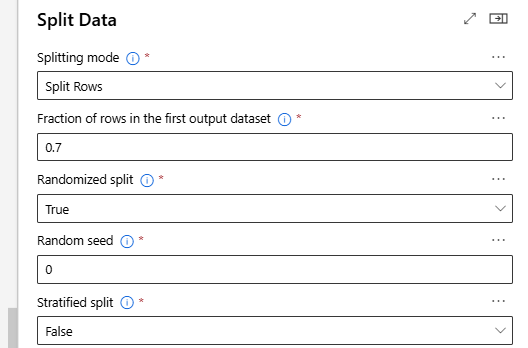 Split Data
Splitting mode *
Split Rows
Fraction of rows in the first output dataset *
0.7
Randomized split *
True
Random seed *
0
Stratified split *
False